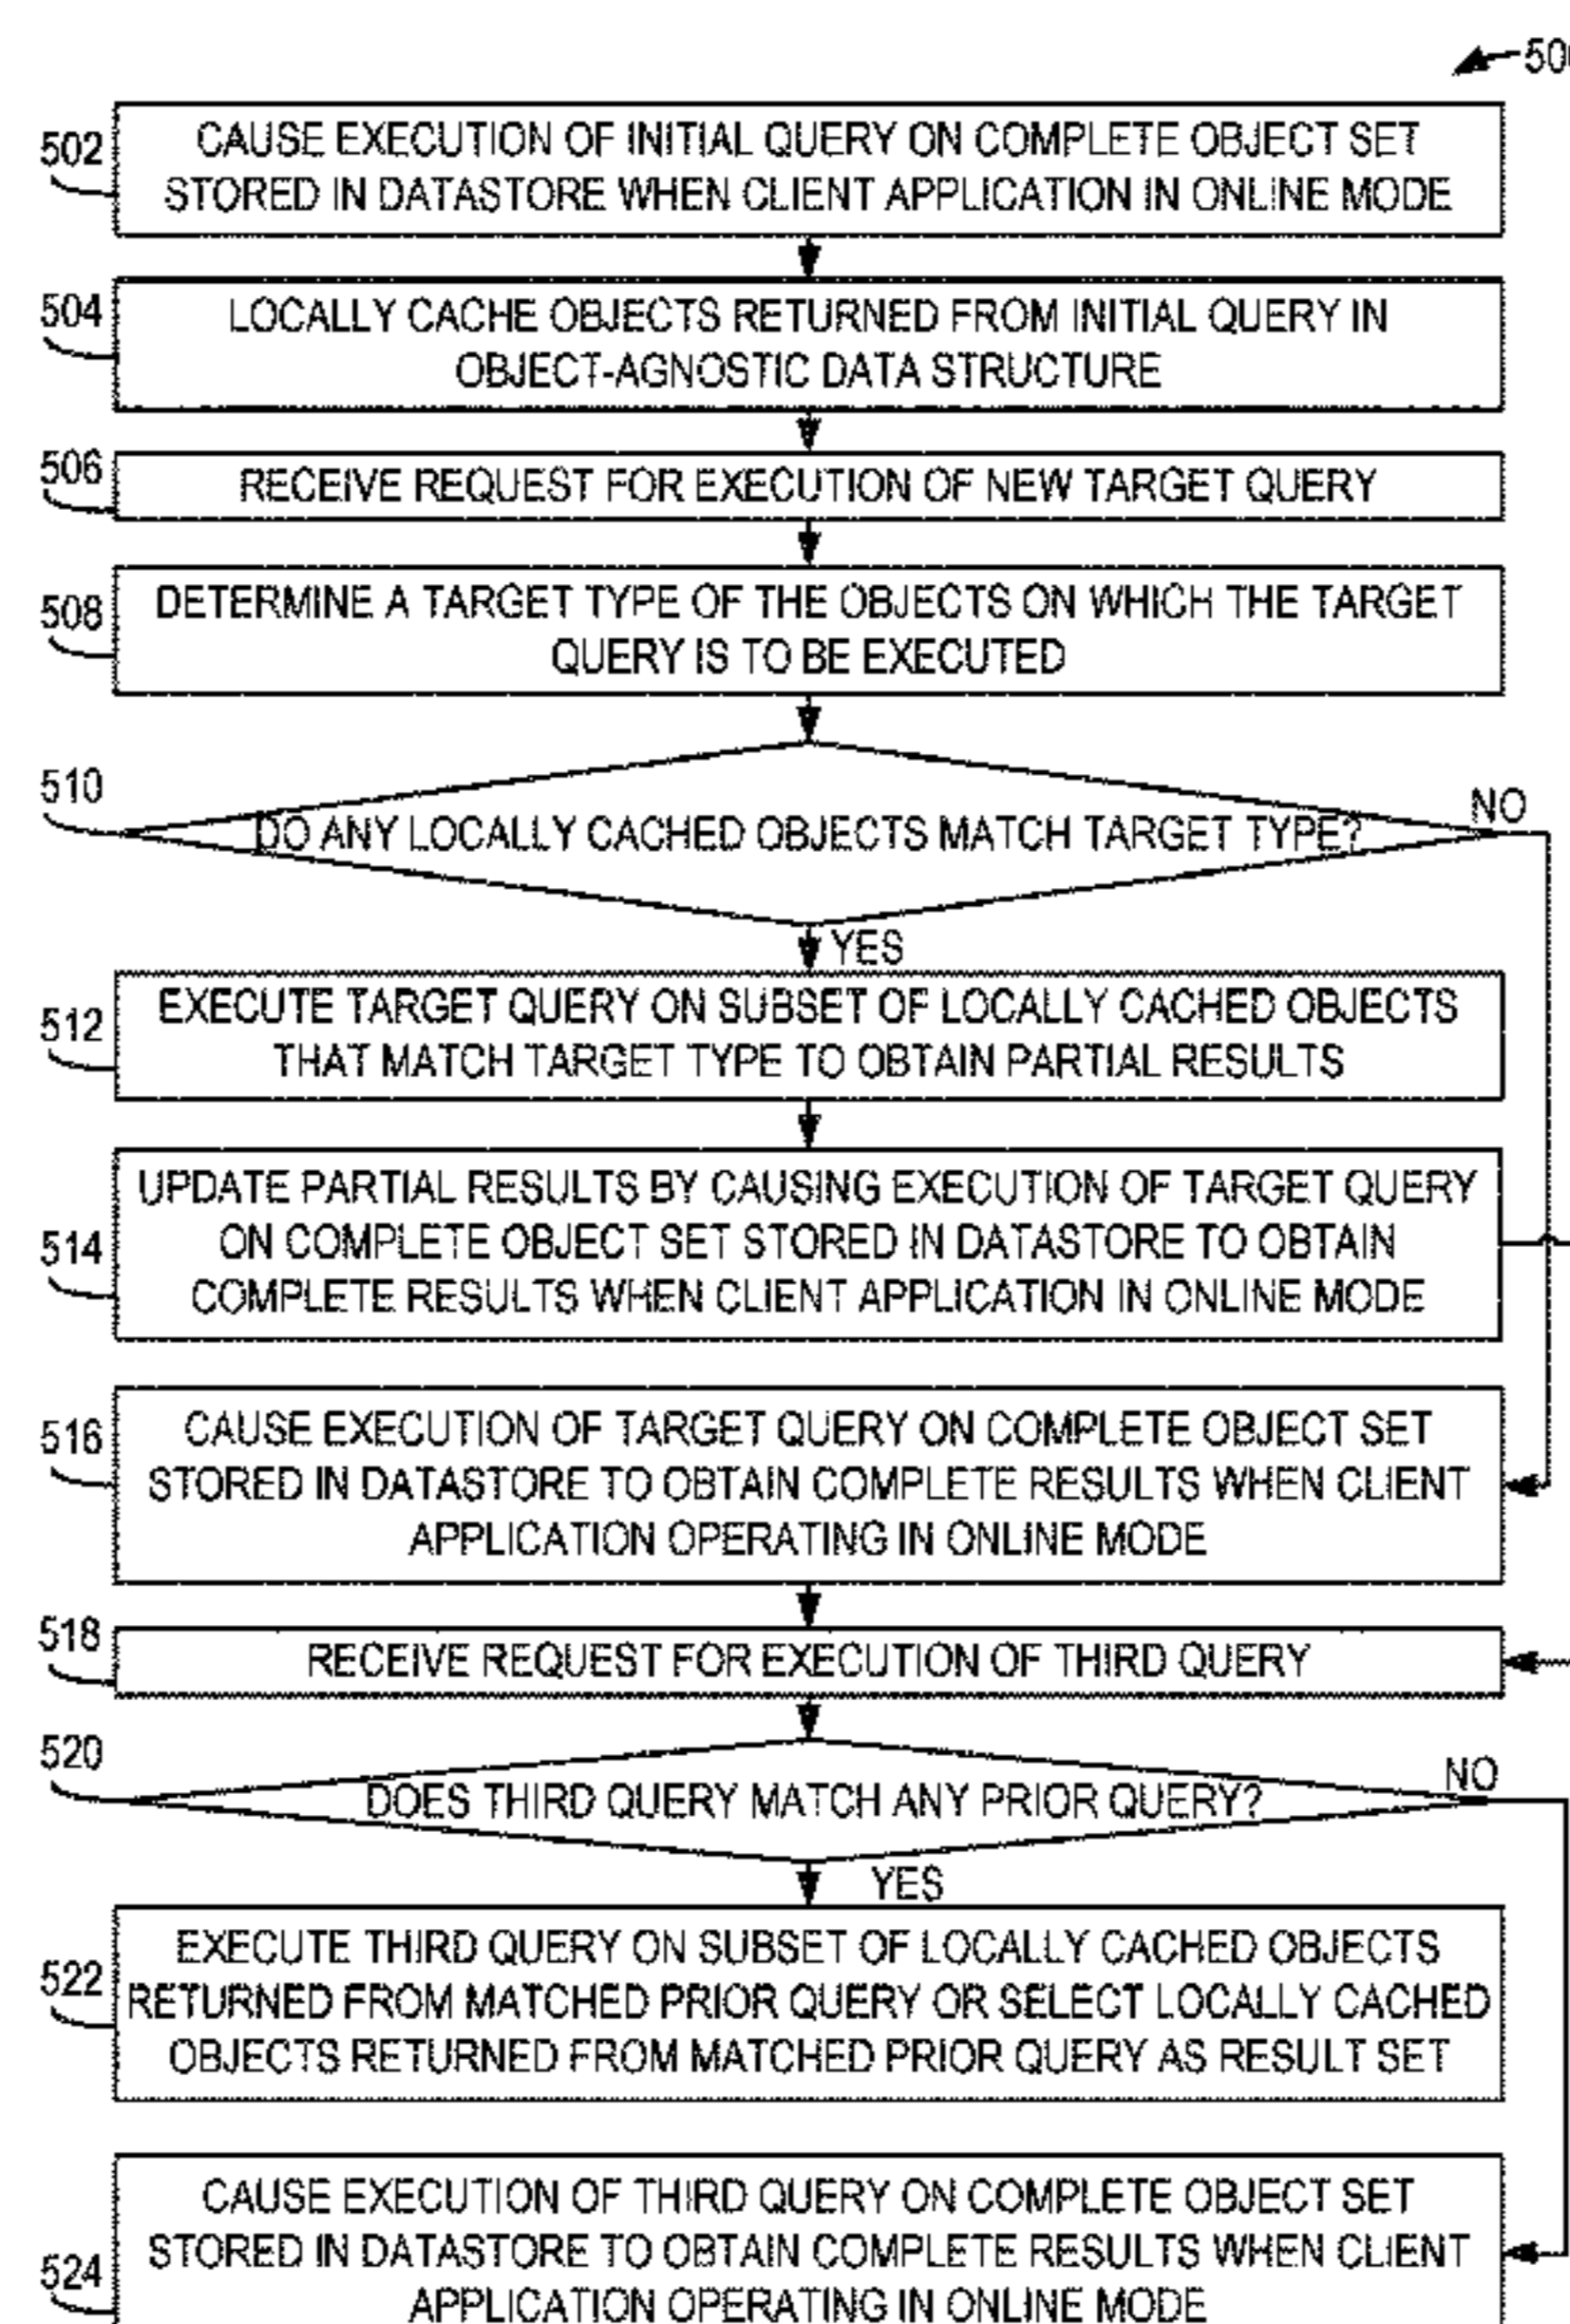 500
502
CAUSE EXECUTION OF INITIAL QUERY ON COMPLETE OBJECT SET
STORED IN DATASTORE WHEN CLIENT APPLICATION IN ONLINE MODE
504
LOCALLY CACHE OBJECTS RETURNED FROM INITIAL QUERY IN
OBJECT-AGNOSTIC DATA STRUCTURE
506
RECEIVE REQUEST FOR EXECUTION OF NEW TARGET QUERY
508
DETERMINE A TARGET TYPE OF THE OBJECTS ON WHICH THE TARGET
QUERY IS TO BE EXECUTED
510
DO ANY LOCALLY CACHED OBJECTS MATCH TARGET TYPE?
NO
YES
512
EXECUTE TARGET QUERY ON SUBSET OF LOCALLY CACHED OBJECTS
THAT MATCH TARGET TYPE TO OBTAIN PARTIAL RESULTS
514
UPDATE PARTIAL RESULTS BY CAUSING EXECUTION OF TARGET QUERY
ON COMPLETE OBJECT SET STORED IN DATASTORE TO OBTAIN
COMPLETE RESULTS WHEN CLIENT APPLICATION IN ONLINE MODE
516
CAUSE EXECUTION OF TARGET QUERY ON COMPLETE OBJECT SET
STORED IN DATASTORE TO OBTAIN COMPLETE RESULTS WHEN CLIENT
APPLICATION OPERATING IN ONLINE MODE
518
RECEIVE REQUEST FOR EXECUTION OF THIRD QUERY
520
DOES THIRD QUERY MATCH ANY PRIOR QUERY?
NO
YES
522
EXECUTE THIRD QUERY ON SUBSET OF LOCALLY CACHED OBJECTS
RETURNED FROM MATCHED PRIOR QUERY OR SELECT LOCALLY CACHED
OBJECTS RETURNED FROM MATCHED PRIOR QUERY AS RESULT SET
524
CAUSE EXECUTION OF THIRD QUERY ON COMPLETE OBJECT SET
STORED IN DATASTORE TO OBTAIN COMPLETE RESULTS WHEN CLIENT
APPLICATION OPERATING IN ONLINE MODE